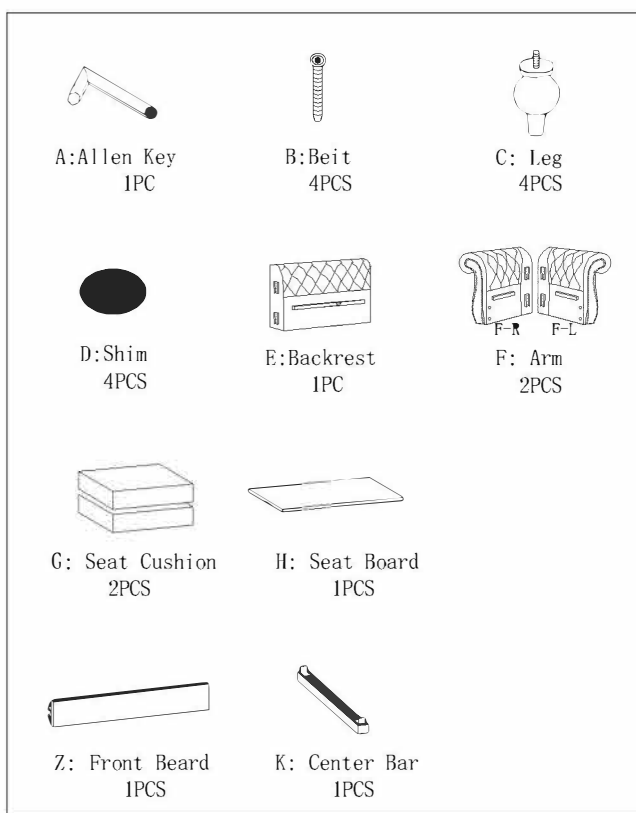 A:Allen Key
1PC
B:Beit
4PCS
C: Leg
4PCS
D:Shim
4PCS
E:Backrest
1PC
F-R F-L
F: Arm
2PCS
G: Seat Cushion
2PCS
H: Seat Board
1PCS
Z: Front Beard
1PCS
K: Center Bar
1PCS